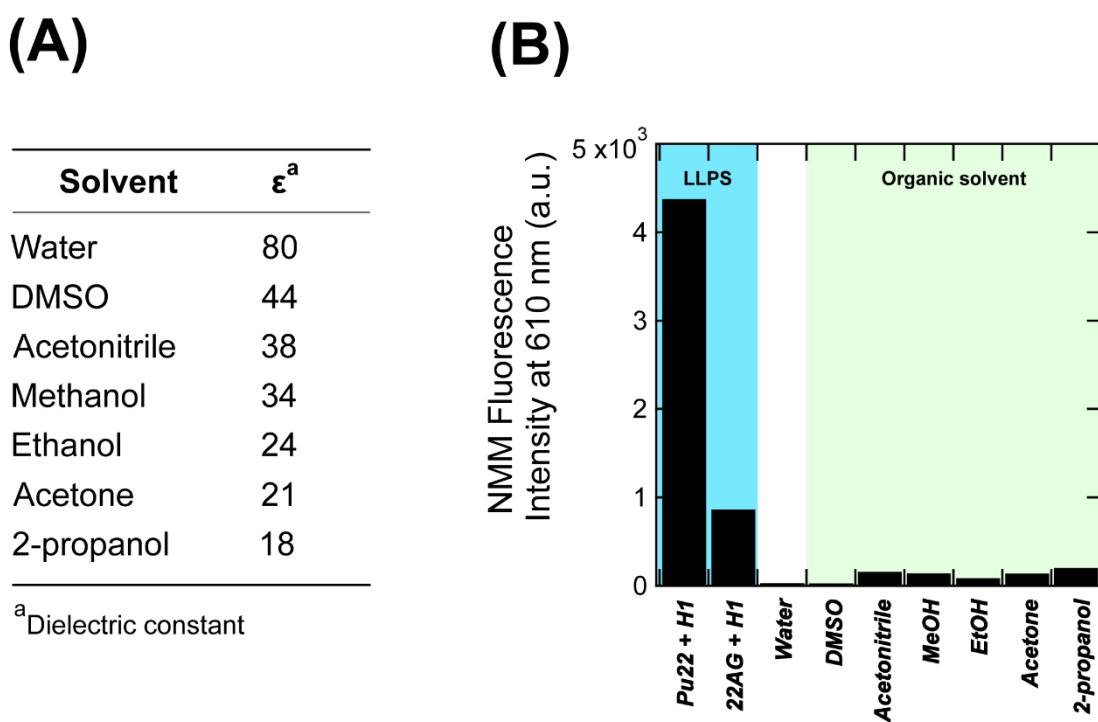 (A)
Solvent εᵃ
Water 80
DMSO 44
Acetonitrile 38
Methanol 34
Ethanol 24
Acetone 21
2-propanol 18
ᵃDielectric constant
(B)
NMM Fluorescence
Intensity at 610 nm (a.u.)
5 x10³
4
3
2
1
0
LLPS
Organic solvent
Pu22 + H1
22AG + H1
Water
DMSO
Acetonitrile
MeOH
EtOH
Acetone
2-propanol